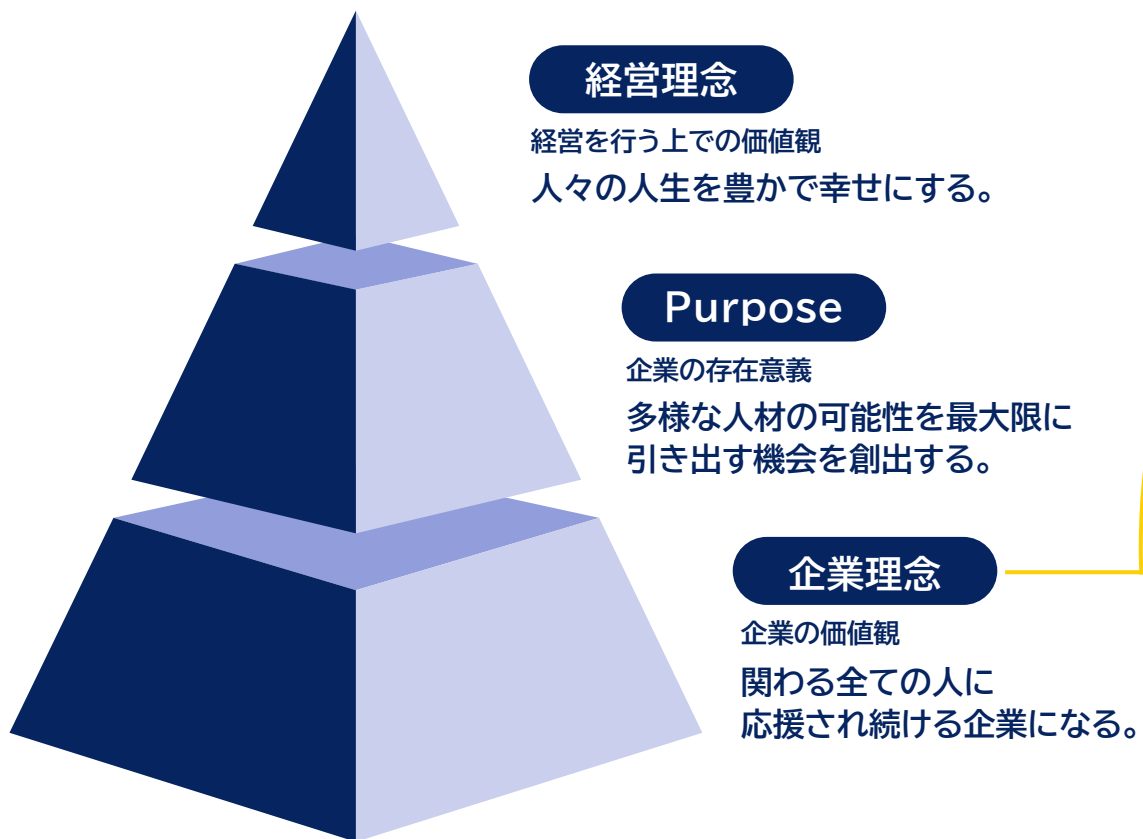 経営理念
経営を行う上での価値観
人々の人生を豊かで幸せにする。
Purpose
企業の存在意義
多様な人材の可能性を最大限に
引き出す機会を創出する。
企業理念
企業の価値観
関わる全ての人に
応援され続ける企業になる。